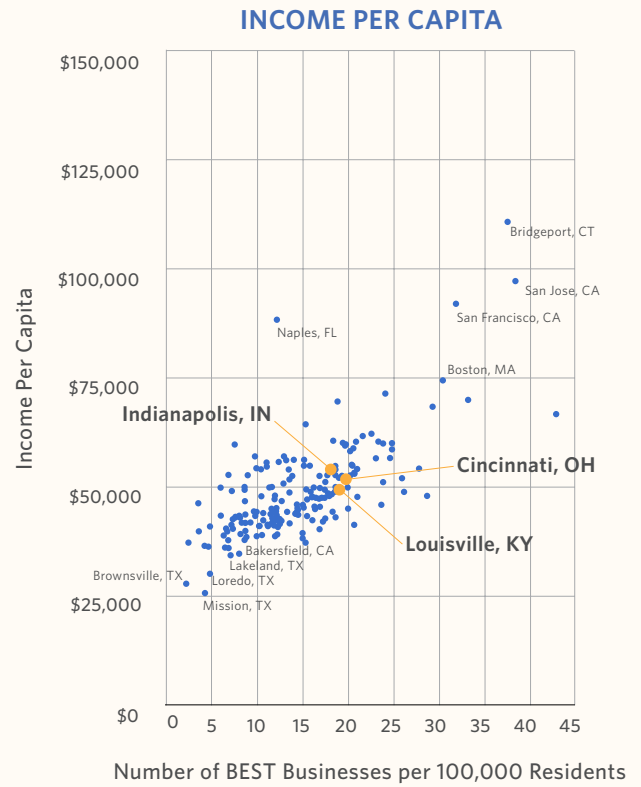 INCOME PER CAPITA
$150,000
$125,000
$100,000
$75,000
$50,000
$25,000
$0
Income Per Capita
Bridgeport, CT
San Jose, CA
San Francisco, CA
Naples, FL
Boston, MA
Indianapolis, IN
Cincinnati, OH
Louisville, KY
Bakersfield, CA
Lakeland, TX
Brownsville, TX
Loredo, TX
Mission, TX
0 5 10 15 20 25 30 35 40 45
Number of BEST Businesses per 100,000 Residents